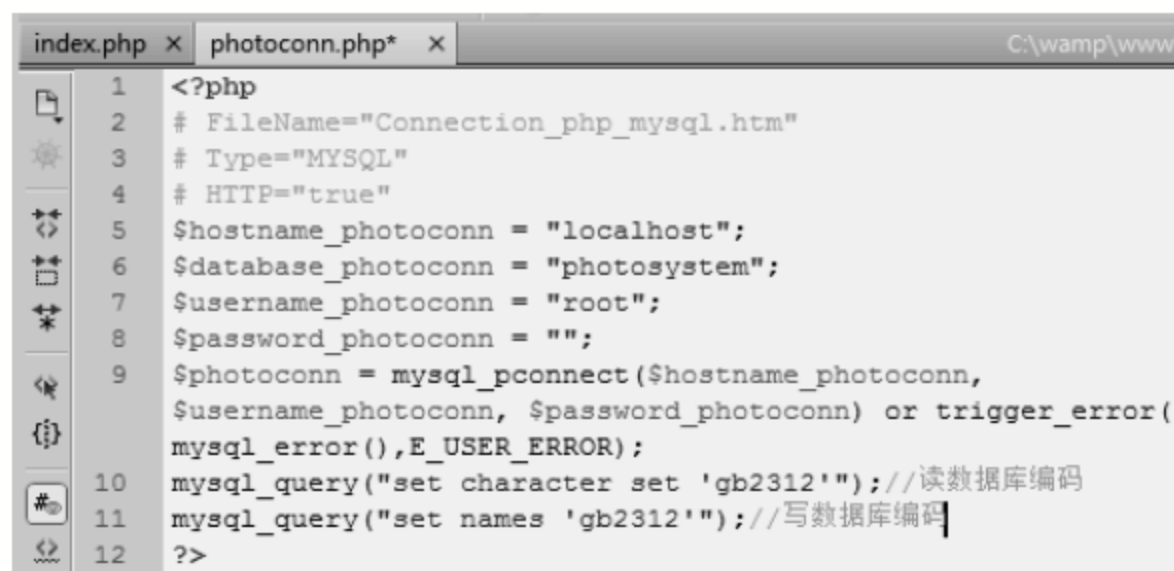 index.php × photoconn.php* × C:\wamp\www
1 <?php
2 # FileName="Connection_php_mysql.htm"
3 # Type="MYSQL"
4 # HTTP="true"
5 $hostname_photoconn = "localhost";
6 $database_photoconn = "photosystem";
7 $username_photoconn = "root";
8 $password_photoconn = "";
9 $photoconn = mysql_pconnect($hostname_photoconn,
$username_photoconn, $password_photoconn) or trigger_error(
mysql_error(),E_USER_ERROR);
10 mysql_query("set character set 'gb2312'");//读数据库编码
11 mysql_query("set names 'gb2312'");//写数据库编码
12 ?>